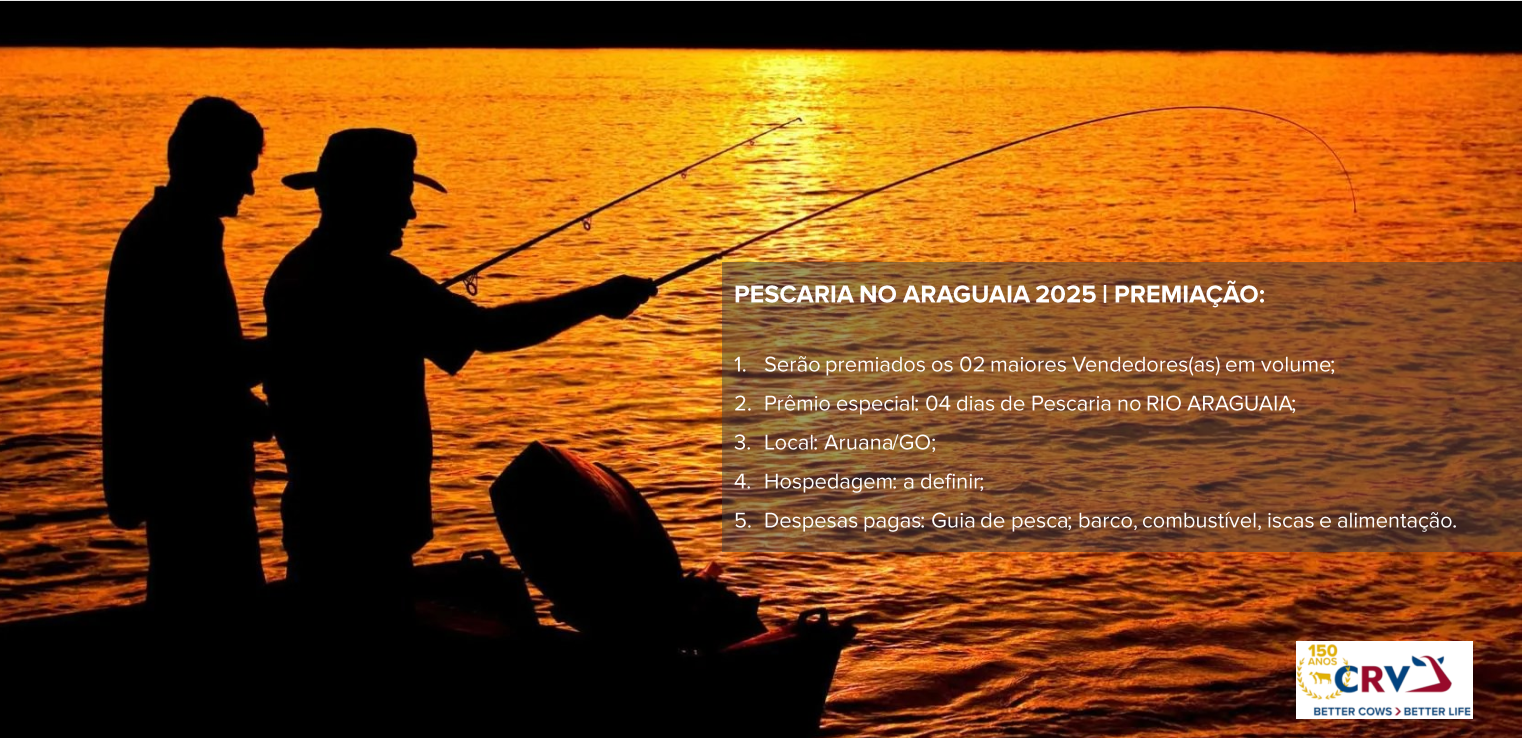 PESCARIA NO ARAGUAIA 2025 | PREMIAÇÃO:
1. Serão premiados os 02 maiores Vendedores(as) em volume;
2. Prêmio especial: 04 dias de Pescaria no RIO ARAGUAIA;
3. Local: Aruana/GO;
4. Hospedagem: a definir;
5. Despesas pagas: Guia de pesca; barco, combustível, iscas e alimentação.
150
ANOS
CRV
BETTER COWS > BETTER LIFE